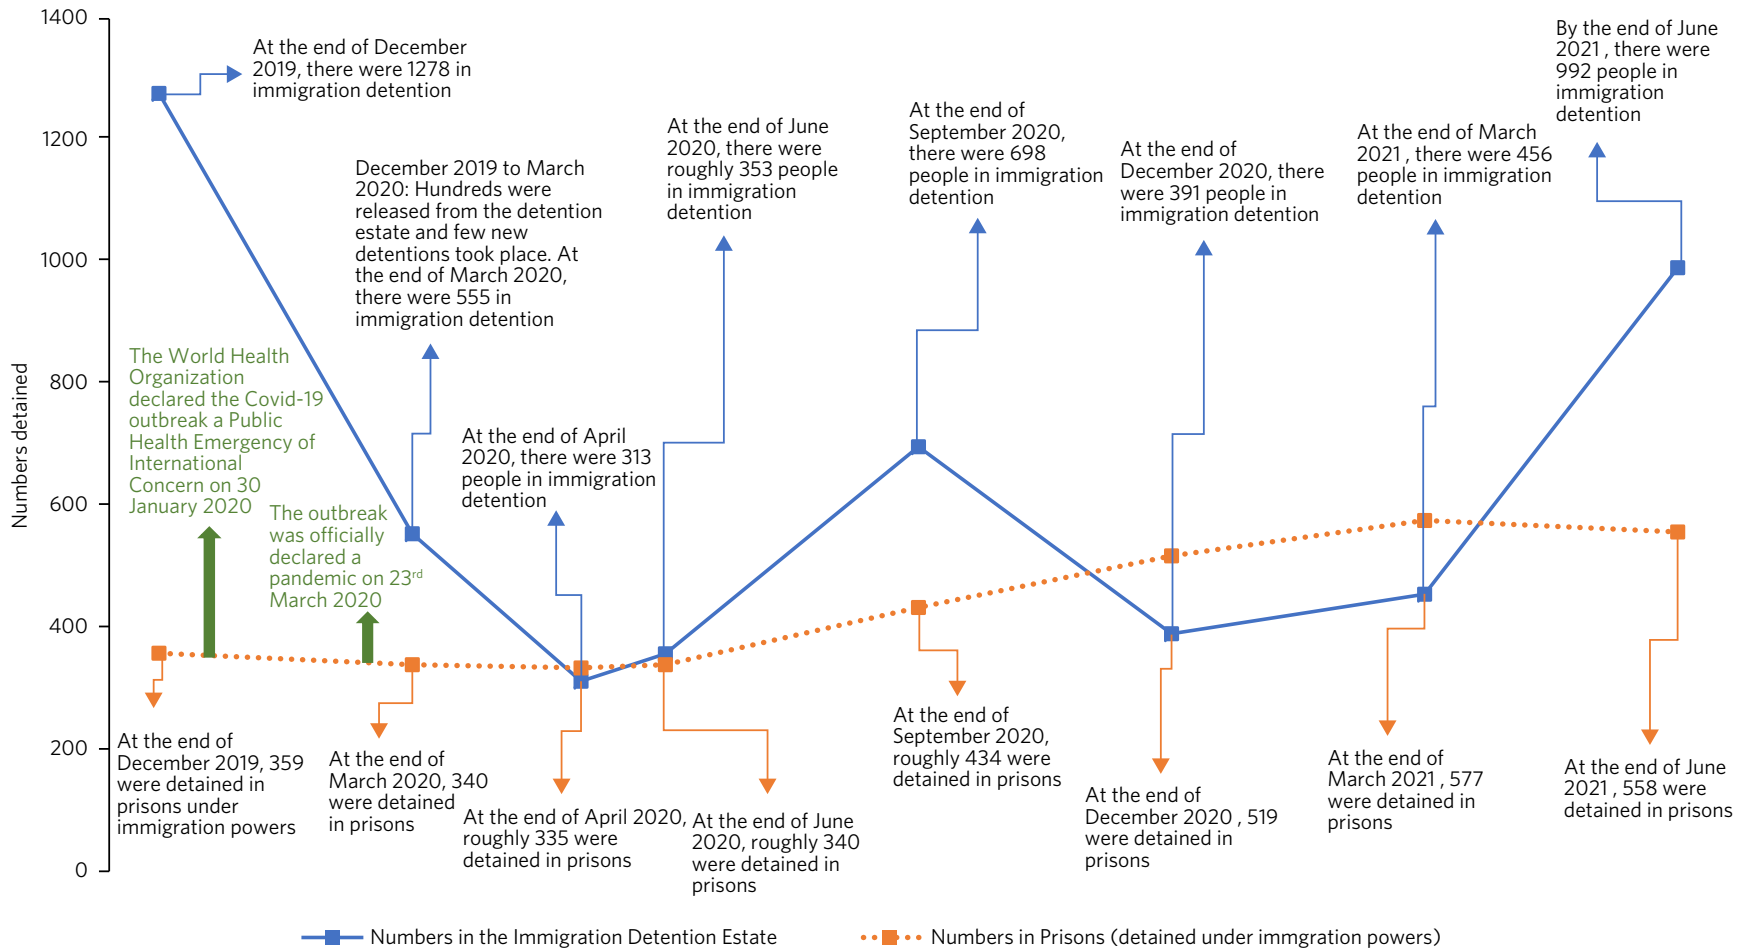 1400
1200
1000
800
600
400
200
0
Numbers detained
At the end of December
2019, there were 1278 in
immigration detention
December 2019 to March
2020: Hundreds were
released from the detention
estate and few new
detentions took place. At
the end of March 2020,
there were 555 in
immigration detention
At the end of April
2020, there were 313
people in immigration
detention
At the end of June
2020, there were
roughly 353 people
in immigration
detention
At the end of
September 2020,
there were 698
people in immigration
detention
At the end of
December 2020, there
were 391 people in
immigration detention
At the end of March
2021 , there were 456
people in immigration
detention
By the end of June
2021 , there were
992 people in
immigration
detention
The World Health
Organization
declared the Covid-19
outbreak a Public
Health Emergency of
International
Concern on 30
January 2020
The outbreak
was officially
declared a
pandemic on 23rd
March 2020
At the end of
December 2019, 359
were detained in
prisons under
immigration powers
At the end of
March 2020, 340
were detained
in prisons
At the end of April 2020,
roughly 335 were
detained in prisons
At the end of June
2020, roughly 340
were detained in
prisons
At the end of
September 2020,
roughly 434 were
detained in prisons
At the end of
December 2020 , 519
were detained in
prisons
At the end of
March 2021 , 577
were detained in
prisons
At the end of June
2021 , 558 were
detained in prisons
Numbers in the Immigration Detention Estate
Numbers in Prisons (detained under immgration powers)